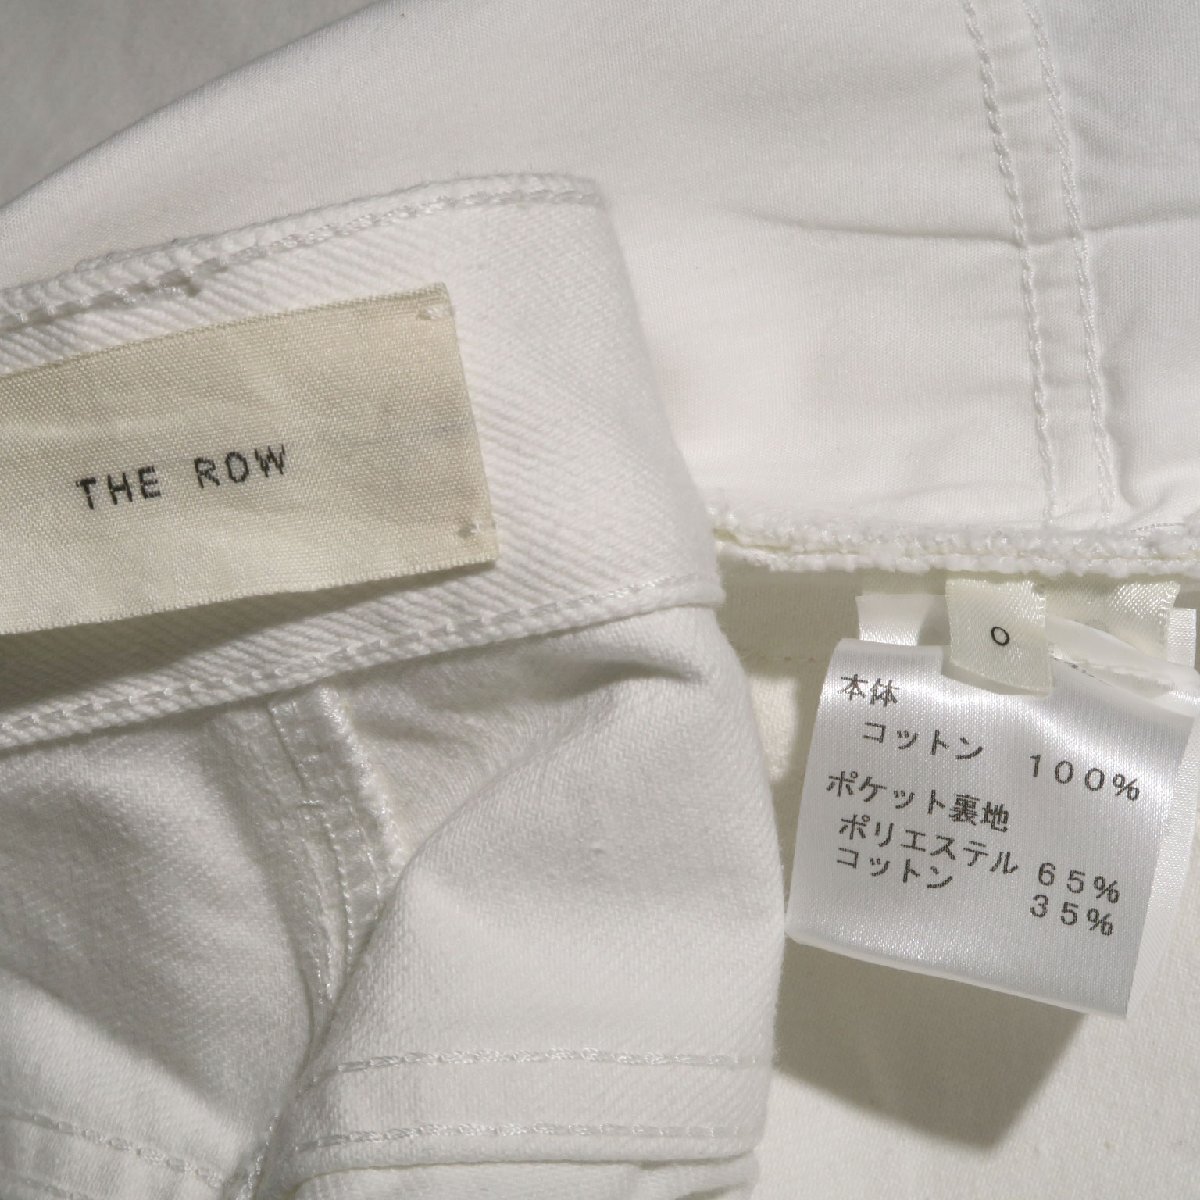 THE ROW
0
本体
コットン 100%
ポケット裏地
ポリエステル 65%
コットン 35%